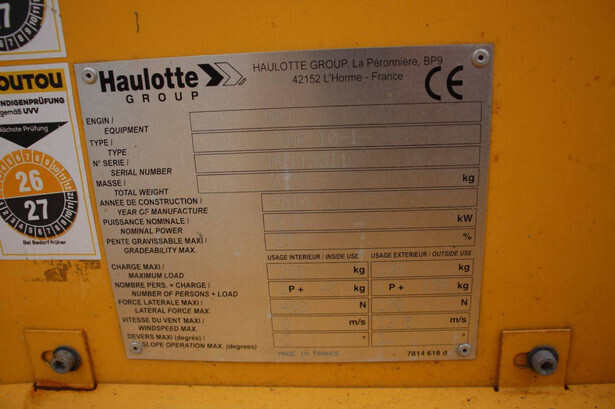 27
OUTOU
NDIGENPRÜFUNG
gemäß UVV
Nächste Prüfung
26
27
Bei Bedarf früher
Haulotte
GROUP
HAULOTTE GROUP, La Péronnière, BP9
42152 L'Horme - France
CE
ENGIN /
EQUIPMENT
TYPE /
TYPE
N° SERIE /
SERIAL NUMBER
MASSE /
TOTAL WEIGHT
kg
ANNEE DE CONSTRUCTION /
YEAR OF MANUFACTURE
PUISSANCE NOMINALE /
NOMINAL POWER
kW
PENTE GRAVISSABLE MAXI /
GRADEABILITY MAX.
%
USAGE INTERIEUR / INSIDE USE
USAGE EXTERIEUR / OUTSIDE USE
CHARGE MAXI /
MAXIMUM LOAD
kg kg
NOMBRE PERS. + CHARGE /
NUMBER OF PERSONS + LOAD
P + kg P + kg
FORCE LATERALE MAXI /
LATERAL FORCE MAX.
N N
VITESSE DU VENT MAXI /
WINDSPEED MAX.
m/s m/s
DEVERS MAXI (degrés) /
SLOPE OPERATION MAX. (degrees)
° °
MADE IN FRANCE
7814 618 d